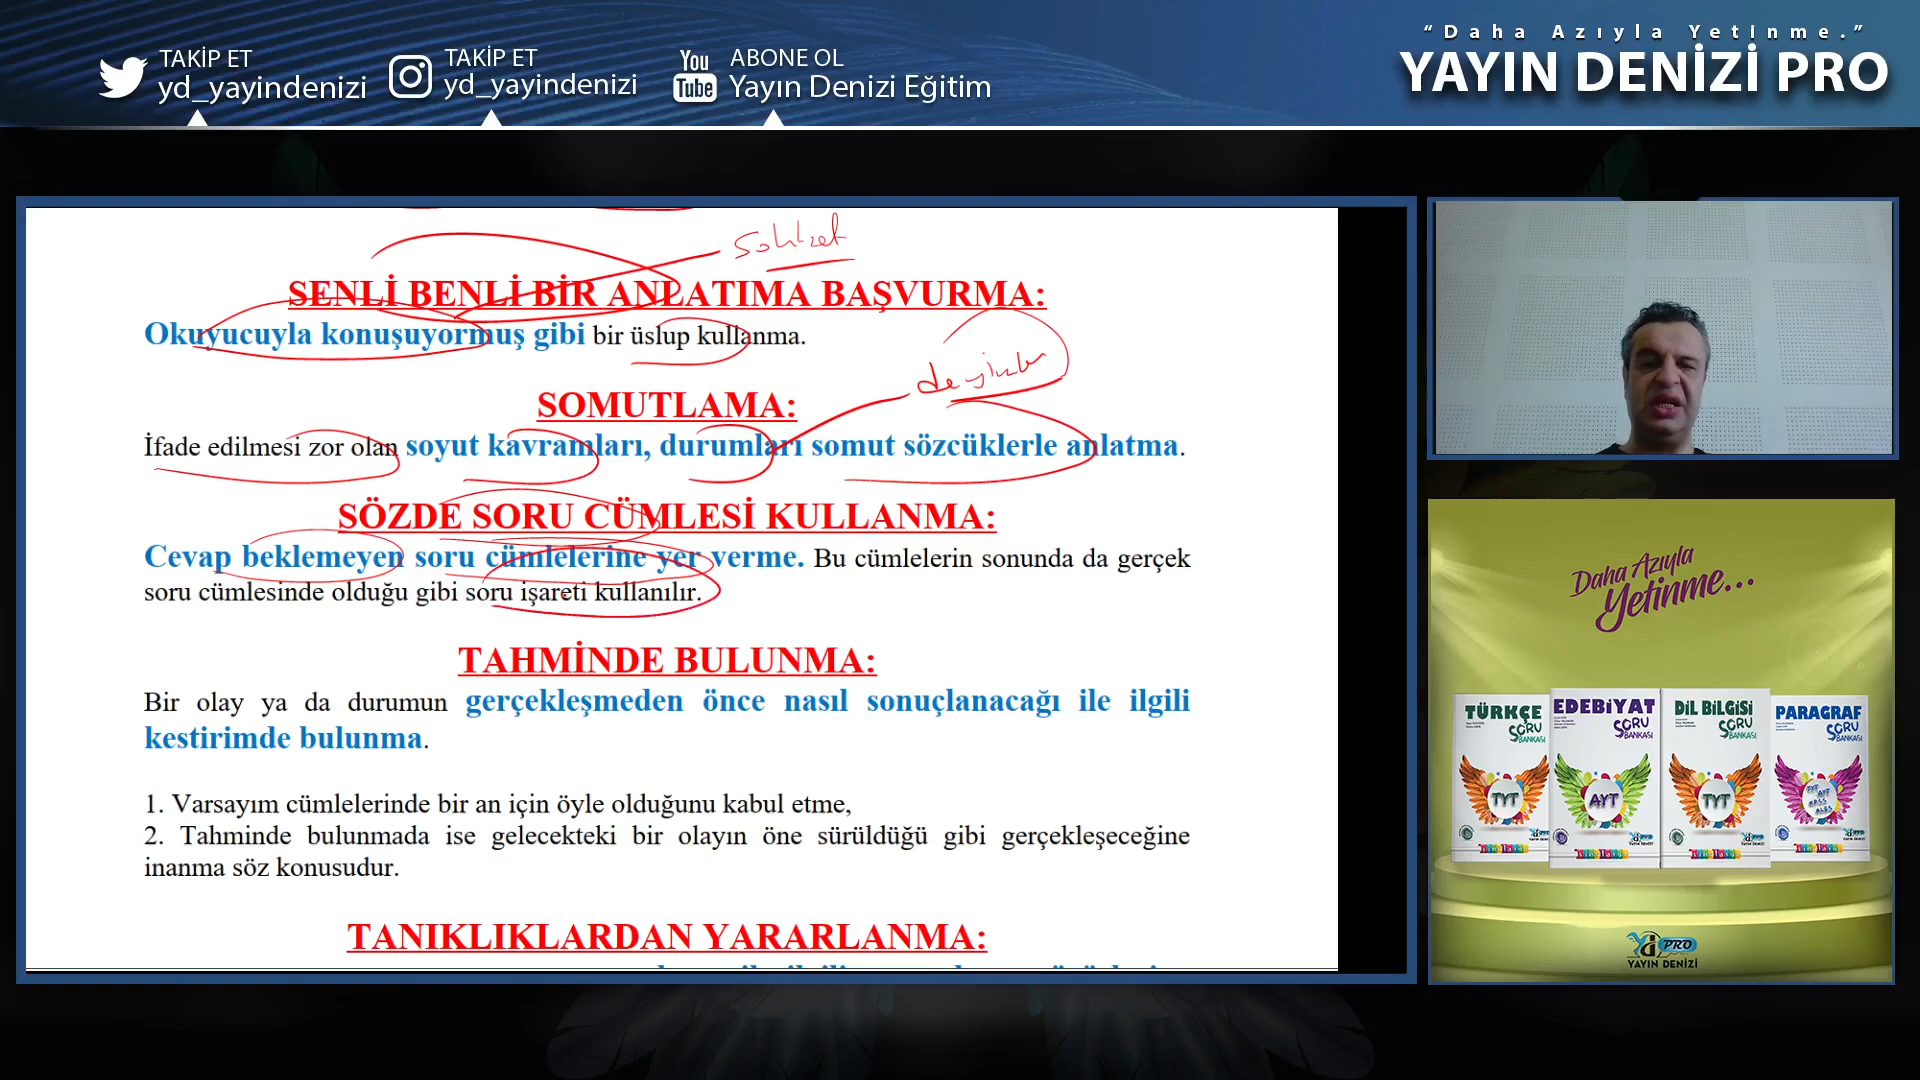 “Daha Azıyla Yetinme.”
YAYIN DENİZİ PRO
TAKİP ET
yd_yayindenizi
TAKİP ET
yd_yayindenizi
You
Tube
ABONE OL
Yayın Denizi Eğitim
Sohbet
SENLİ BENLİ BİR ANLATIMA BAŞVURMA:
Okuyucuyla konuşuyormuş gibi bir üslup kullanma.
deyimler
SOMUTLAMA:
İfade edilmesi zor olan soyut kavramları, durumları somut sözcüklerle anlatma.
SÖZDE SORU CÜMLESİ KULLANMA:
Cevap beklemeyen soru cümlelerine yer verme. Bu cümlelerin sonunda da gerçek
soru cümlesinde olduğu gibi soru işareti kullanılır.
TAHMİNDE BULUNMA:
Bir olay ya da durumun gerçekleşmeden önce nasıl sonuçlanacağı ile ilgili
kestirimde bulunma.
1. Varsayım cümlelerinde bir an için öyle olduğunu kabul etme,
2. Tahminde bulunmada ise gelecekteki bir olayın öne sürüldüğü gibi gerçekleşeceğine
inanma söz konusudur.
TANIKLIKLARDAN YARARLANMA:
Daha Azıyla
Yetinme...
TÜRKÇE
SORU
BANKASI
TYT
EDEBİYAT
SORU
BANKASI
AYT
DİL BİLGİSİ
SORU
BANKASI
TYT
PARAGRAF
SORU
BANKASI
TYT
AYT
KPSS
ALES
PRO
YAYIN DENİZİ